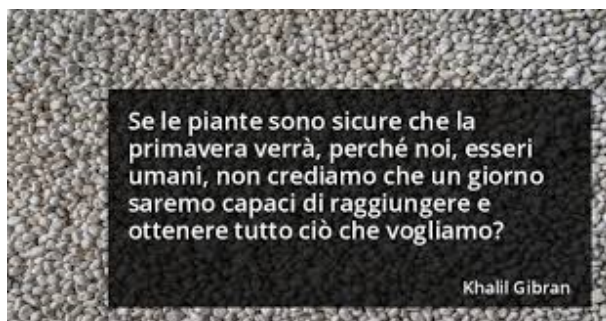 Se le piante sono sicure che la
primavera verrà, perché noi, esseri
umani, non crediamo che un giorno
saremo capaci di raggiungere e
ottenere tutto ciò che vogliamo?
Khalil Gibran